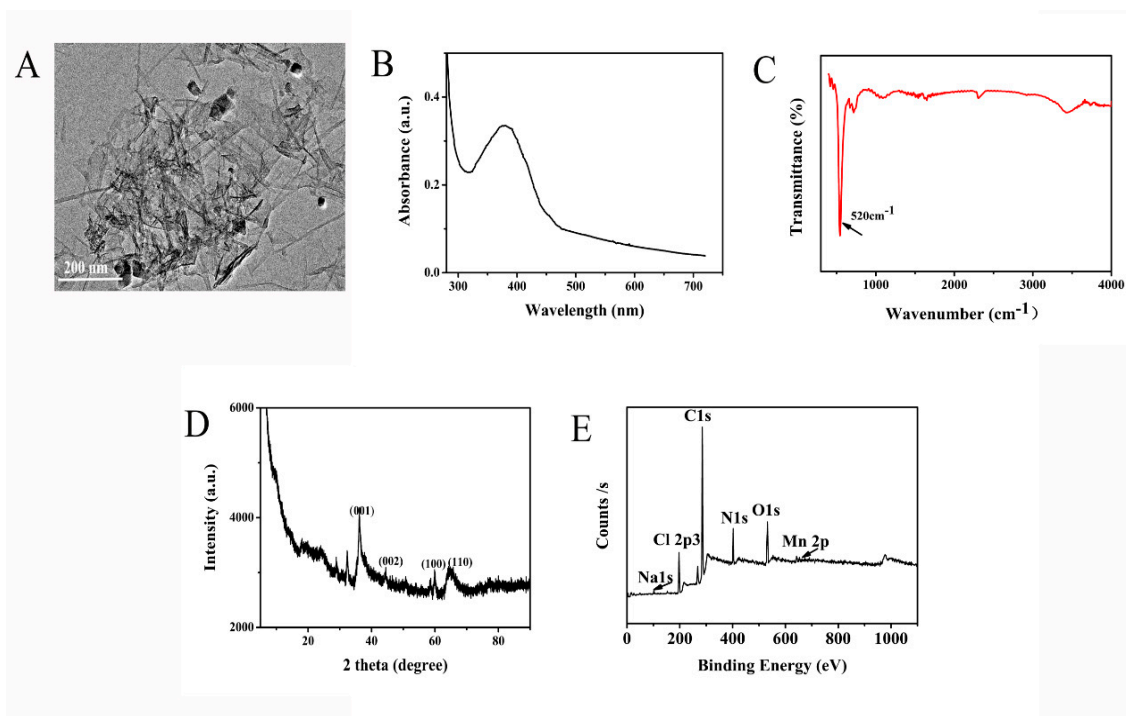 A
200 μm
B
Absorbance (a.u.)
0.4
0.2
0.0
300 400 500 600 700
Wavelength (nm)
C
Transmittance (%)
520cm-1
1000 2000 3000 4000
Wavenumber (cm-1)
D
Intensity (a.u.)
6000
4000
2000
(001)
(002)
(100)
(110)
20 40 60 80
2 theta (degree)
E
Counts /s
C1s
N1s
O1s
Cl 2p3
Mn 2p
Na1s
0 200 400 600 800 1000
Binding Energy (eV)